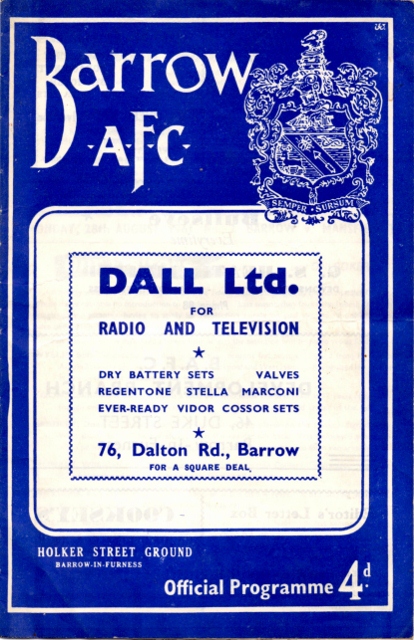 Barrow
A.F.C.
SEMPER · SURSUM
DALL Ltd.
FOR
RADIO AND TELEVISION
DRY BATTERY SETS VALVES
REGENTONE STELLA MARCONI
EVER-READY VIDOR COSSOR SETS
76, Dalton Rd., Barrow
FOR A SQUARE DEAL
HOLKER STREET GROUND
BARROW-IN-FURNESS
Official Programme 4d.